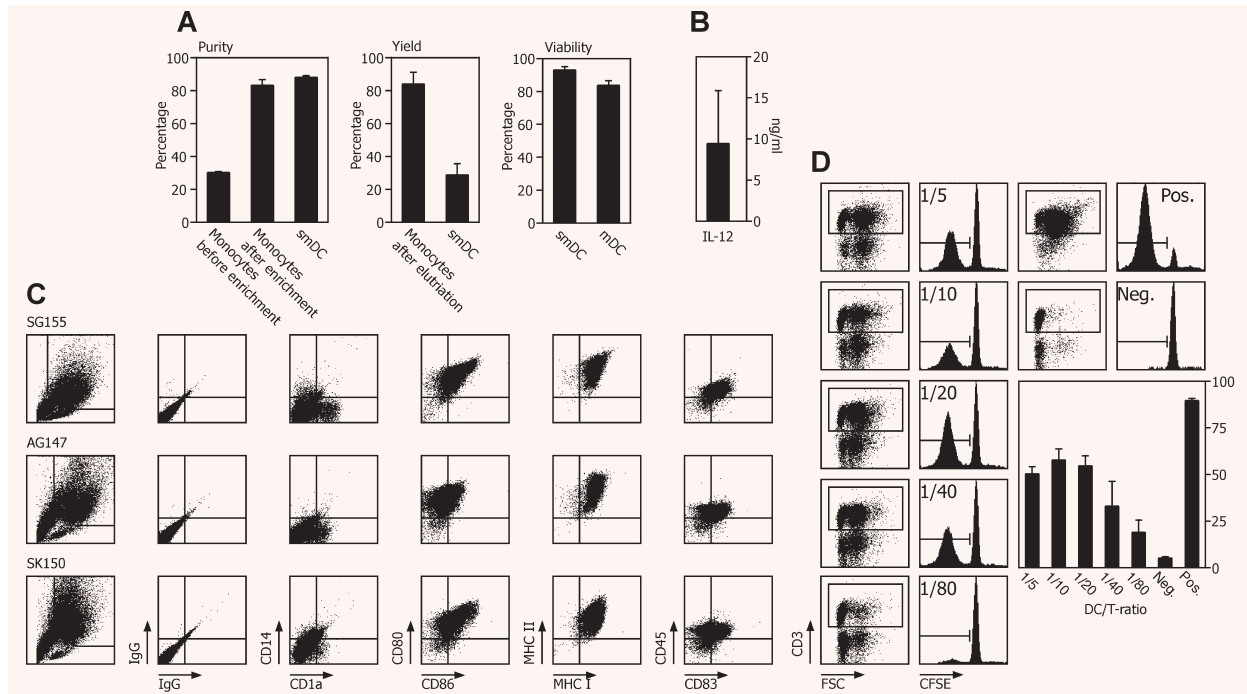 A
Purity
100
80
60
40
20
0
Percentage
Monocytes
before enrichment
Monocytes
after enrichment
smDC
Yield
100
80
60
40
20
0
Percentage
Monocytes
after elutriation
smDC
Viability
100
80
60
40
20
0
Percentage
smDC
mDC
B
20
15
10
5
0
ng/ml
IL-12
C
SG155
AG147
SK150
IgG
IgG
CD14
CD1a
CD80
CD86
MHC II
MHC I
CD45
CD83
D
1/5
Pos.
1/10
Neg.
1/20
1/40
1/80
CD3
FSC
CFSE
100
75
50
25
0
1/5
1/10
1/20
1/40
1/80
Neg.
Pos.
DC/T-ratio